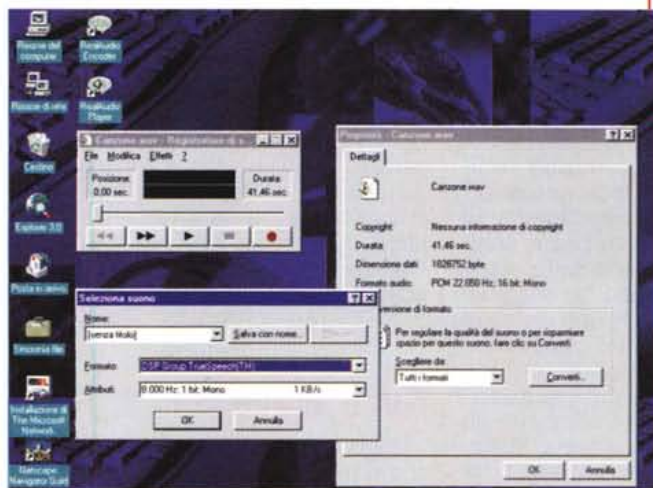 Risorse del computer
RealAudio Encoder
Risorse di rete
RealAudio Player
Cestino
Explorer 3.0
Posta in arrivo
Sincronia file
Installazione di The Microsoft Network
Netscape Navigator Gold
Canzone.wav - Registratore di s...
File Modifica Effetti ?
Posizione:
0,00 sec.
Durata:
41,46 sec.
Seleziona suono
Nome:
[senza titolo]
Salva con nome...
Formato:
DSP Group TrueSpeech(TM)
Attributi:
8.000 Hz; 1 bit; Mono 1 KB/s
OK
Annulla
Proprietà - Canzone.wav
Dettagli
Canzone.wav
Copyright: Nessuna informazione di copyright
Durata: 41,46 sec.
Dimensione dati: 1828752 byte
Formato audio: PCM 22.050 Hz; 16 bit; Mono
versione di formato
Per regolare la qualità del suono o per risparmiare
spazio per questo suono, fare clic su Converti.
Scegliere da:
Tutti i formati
Converti...
OK
Annulla